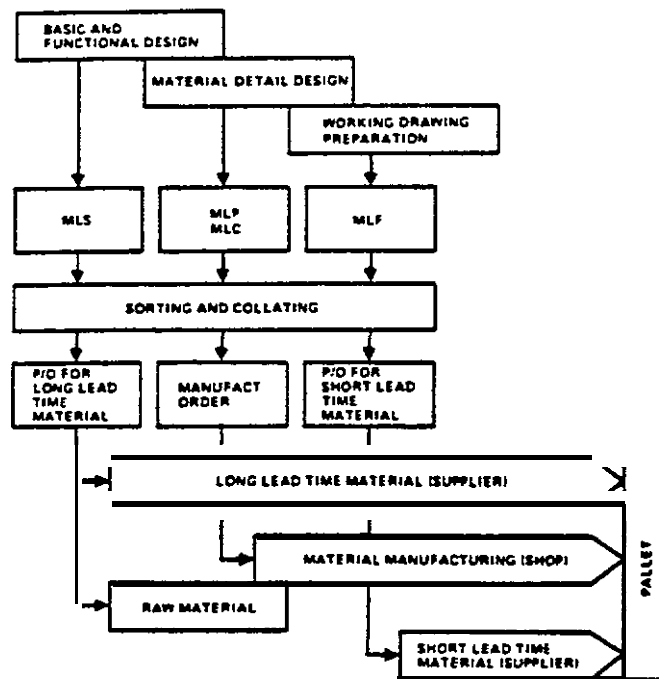 BASIC AND
FUNCTIONAL DESIGN
MATERIAL DETAIL DESIGN
WORKING DRAWING
PREPARATION
MLS
MLP
MLC
MLF
SORTING AND COLLATING
P/O FOR
LONG LEAD
TIME
MATERIAL
MANUFACT
ORDER
P/O FOR
SHORT LEAD
TIME
MATERIAL
LONG LEAD TIME MATERIAL (SUPPLIER)
MATERIAL MANUFACTURING (SHOP)
RAW MATERIAL
SHORT LEAD TIME
MATERIAL (SUPPLIER)
PALLET